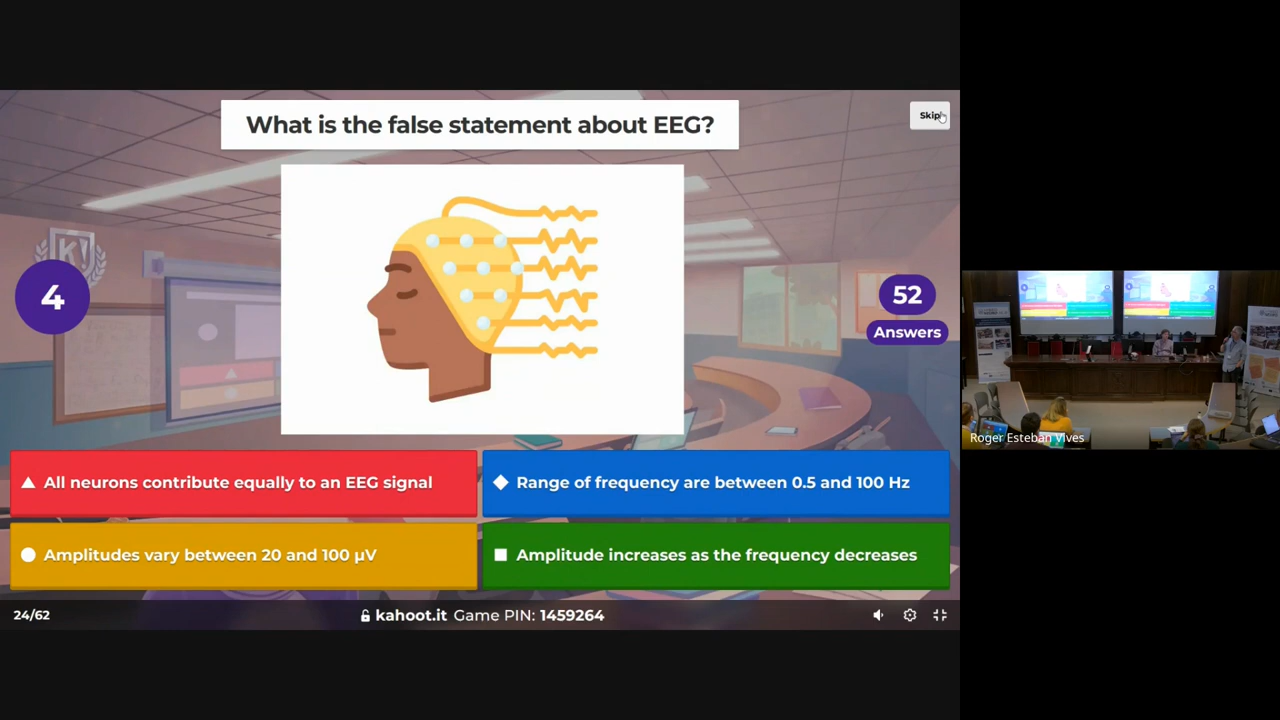 What is the false statement about EEG?
Skip
K!
4
52
Answers
All neurons contribute equally to an EEG signal
Range of frequency are between 0.5 and 100 Hz
Amplitudes vary between 20 and 100 µV
Amplitude increases as the frequency decreases
24/62
kahoot.it Game PIN: 1459264
Roger Esteban Vives